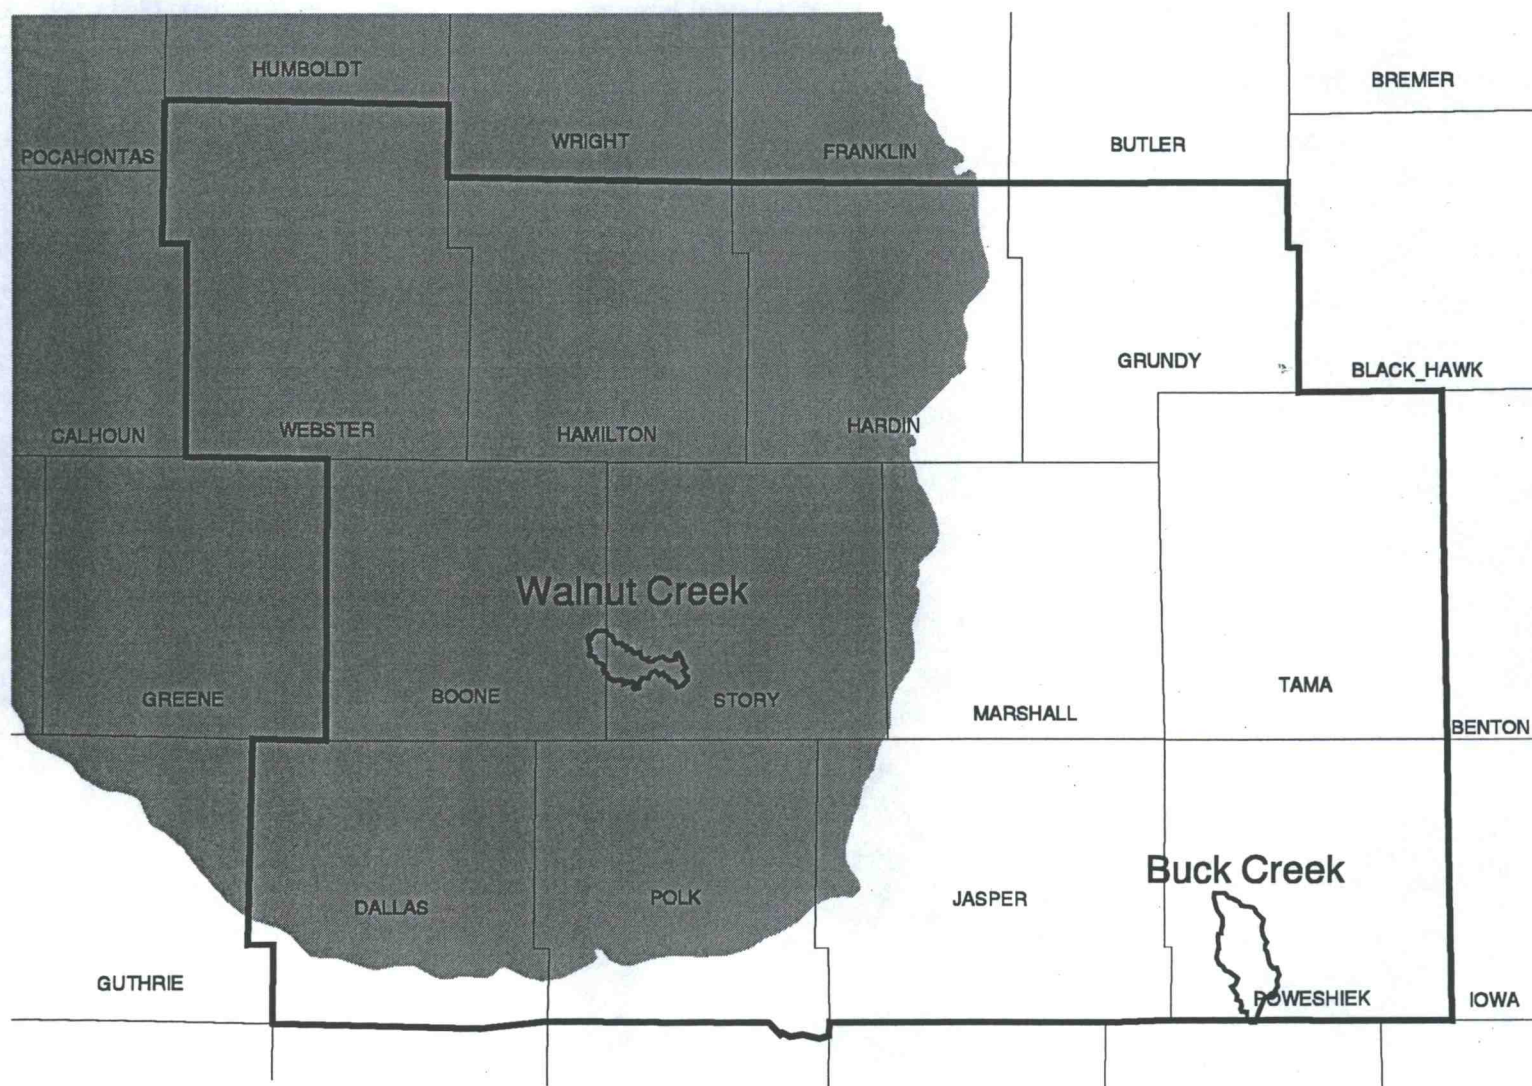 HUMBOLDT
BREMER
WRIGHT
BUTLER
FRANKLIN
POCAHONTAS
GRUNDY
BLACK_HAWK
HARDIN
WEBSTER
HAMILTON
CALHOUN
Walnut Creek
TAMA
BOONE
GREENE
STORY
MARSHALL
BENTON
Buck Creek
POLK
JASPER
DALLAS
GUTHRIE
POWESHIEK
IOWA